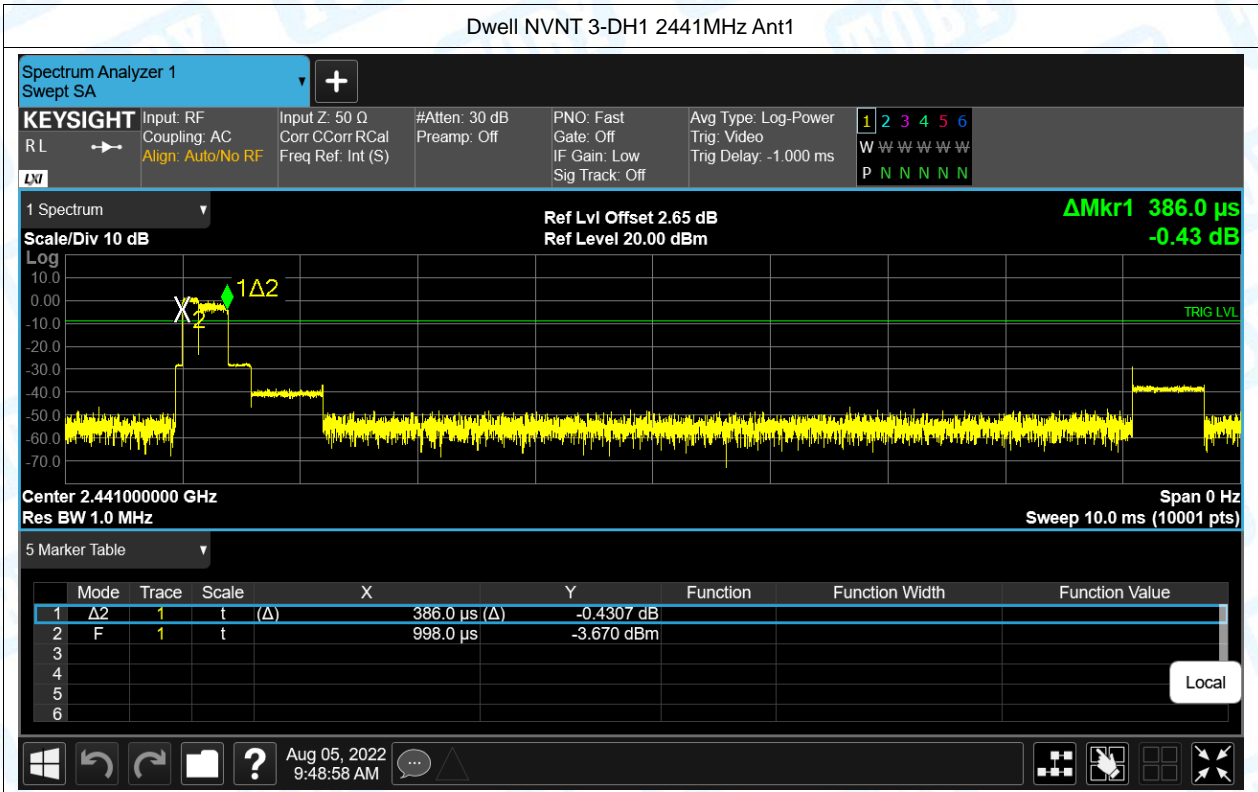 Dwell NVNT 3-DH1 2441MHz Ant1
Spectrum Analyzer 1
Swept SA
+
KEYSIGHT Input: RF Input Z: 50 Ω #Atten: 30 dB PNO: Fast Avg Type: Log-Power 1 2 3 4 5 6
RL Coupling: AC Corr CCorr RCal Preamp: Off Gate: Off Trig: Video W W W W W W
Align: Auto/No RF Freq Ref: Int (S) IF Gain: Low Trig Delay: -1.000 ms
LXI Sig Track: Off P N N N N N
1 Spectrum Ref Lvl Offset 2.65 dB ΔMkr1 386.0 µs
Scale/Div 10 dB Ref Level 20.00 dBm -0.43 dB
Log
10.0
1Δ2
0.00
X
2
TRIG LVL
-10.0
-20.0
-30.0
-40.0
-50.0
-60.0
-70.0
Center 2.441000000 GHz Span 0 Hz
Res BW 1.0 MHz Sweep 10.0 ms (10001 pts)
5 Marker Table
Mode Trace Scale X Y Function Function Width Function Value
1 Δ2 1 t (Δ) 386.0 µs (Δ) -0.4307 dB
2 F 1 t 998.0 µs -3.670 dBm
3
4
5
6
Local
? Aug 05, 2022
9:48:58 AM